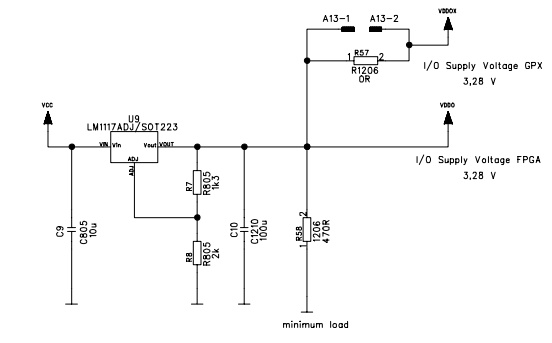 A13-1 A13-2
VDDOX
1 R57 2
R1206
0R
I/O Supply Voltage GPX
3,28 V
VCC
U9
LM1117ADJ/SOT223
VDDO
VIN Vin Vout VOUT
ADJ
ADJ
I/O Supply Voltage FPGA
3,28 V
R7
R805
1k3
C9
C805
10u
R8
R805
2k
C10
C1210
100u
1 R58 2
1206
470R
minimum load